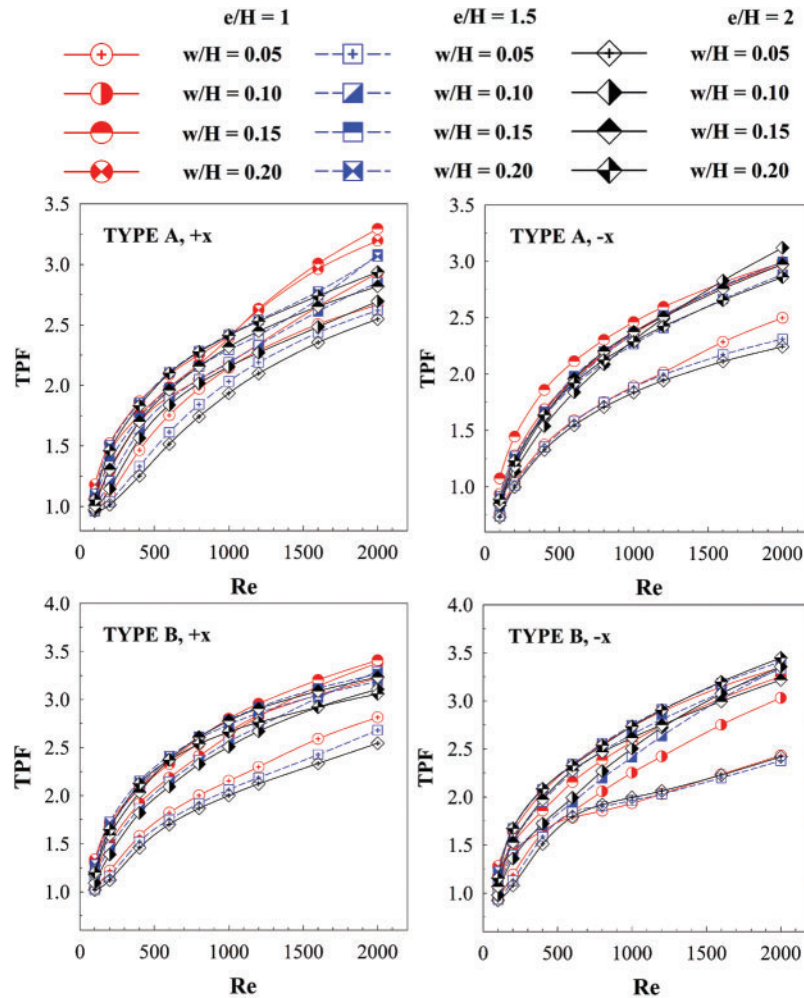 e/H = 1 e/H = 1.5 e/H = 2
w/H = 0.05 w/H = 0.05 w/H = 0.05
w/H = 0.10 w/H = 0.10 w/H = 0.10
w/H = 0.15 w/H = 0.15 w/H = 0.15
w/H = 0.20 w/H = 0.20 w/H = 0.20
TYPE A, +x
TPF
3.5
3.0
2.5
2.0
1.5
1.0
0 500 1000 1500 2000
Re
TYPE A, -x
TPF
3.5
3.0
2.5
2.0
1.5
1.0
0 500 1000 1500 2000
Re
TYPE B, +x
TPF
4.0
3.5
3.0
2.5
2.0
1.5
1.0
0 500 1000 1500 2000
Re
TYPE B, -x
TPF
4.0
3.5
3.0
2.5
2.0
1.5
1.0
0 500 1000 1500 2000
Re